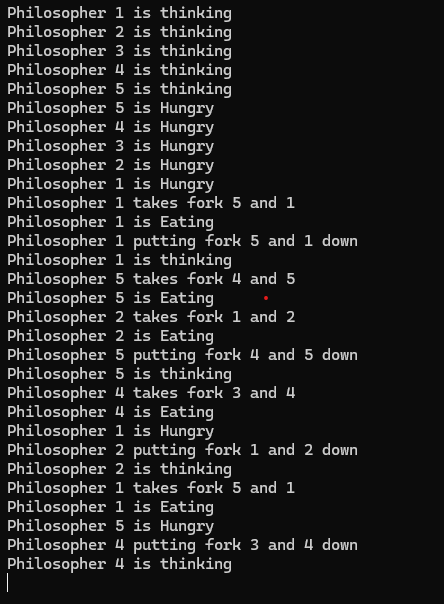 Philosopher 1 is thinking
Philosopher 2 is thinking
Philosopher 3 is thinking
Philosopher 4 is thinking
Philosopher 5 is thinking
Philosopher 5 is Hungry
Philosopher 4 is Hungry
Philosopher 3 is Hungry
Philosopher 2 is Hungry
Philosopher 1 is Hungry
Philosopher 1 takes fork 5 and 1
Philosopher 1 is Eating
Philosopher 1 putting fork 5 and 1 down
Philosopher 1 is thinking
Philosopher 5 takes fork 4 and 5
Philosopher 5 is Eating
Philosopher 2 takes fork 1 and 2
Philosopher 2 is Eating
Philosopher 5 putting fork 4 and 5 down
Philosopher 5 is thinking
Philosopher 4 takes fork 3 and 4
Philosopher 4 is Eating
Philosopher 1 is Hungry
Philosopher 2 putting fork 1 and 2 down
Philosopher 2 is thinking
Philosopher 1 takes fork 5 and 1
Philosopher 1 is Eating
Philosopher 5 is Hungry
Philosopher 4 putting fork 3 and 4 down
Philosopher 4 is thinking